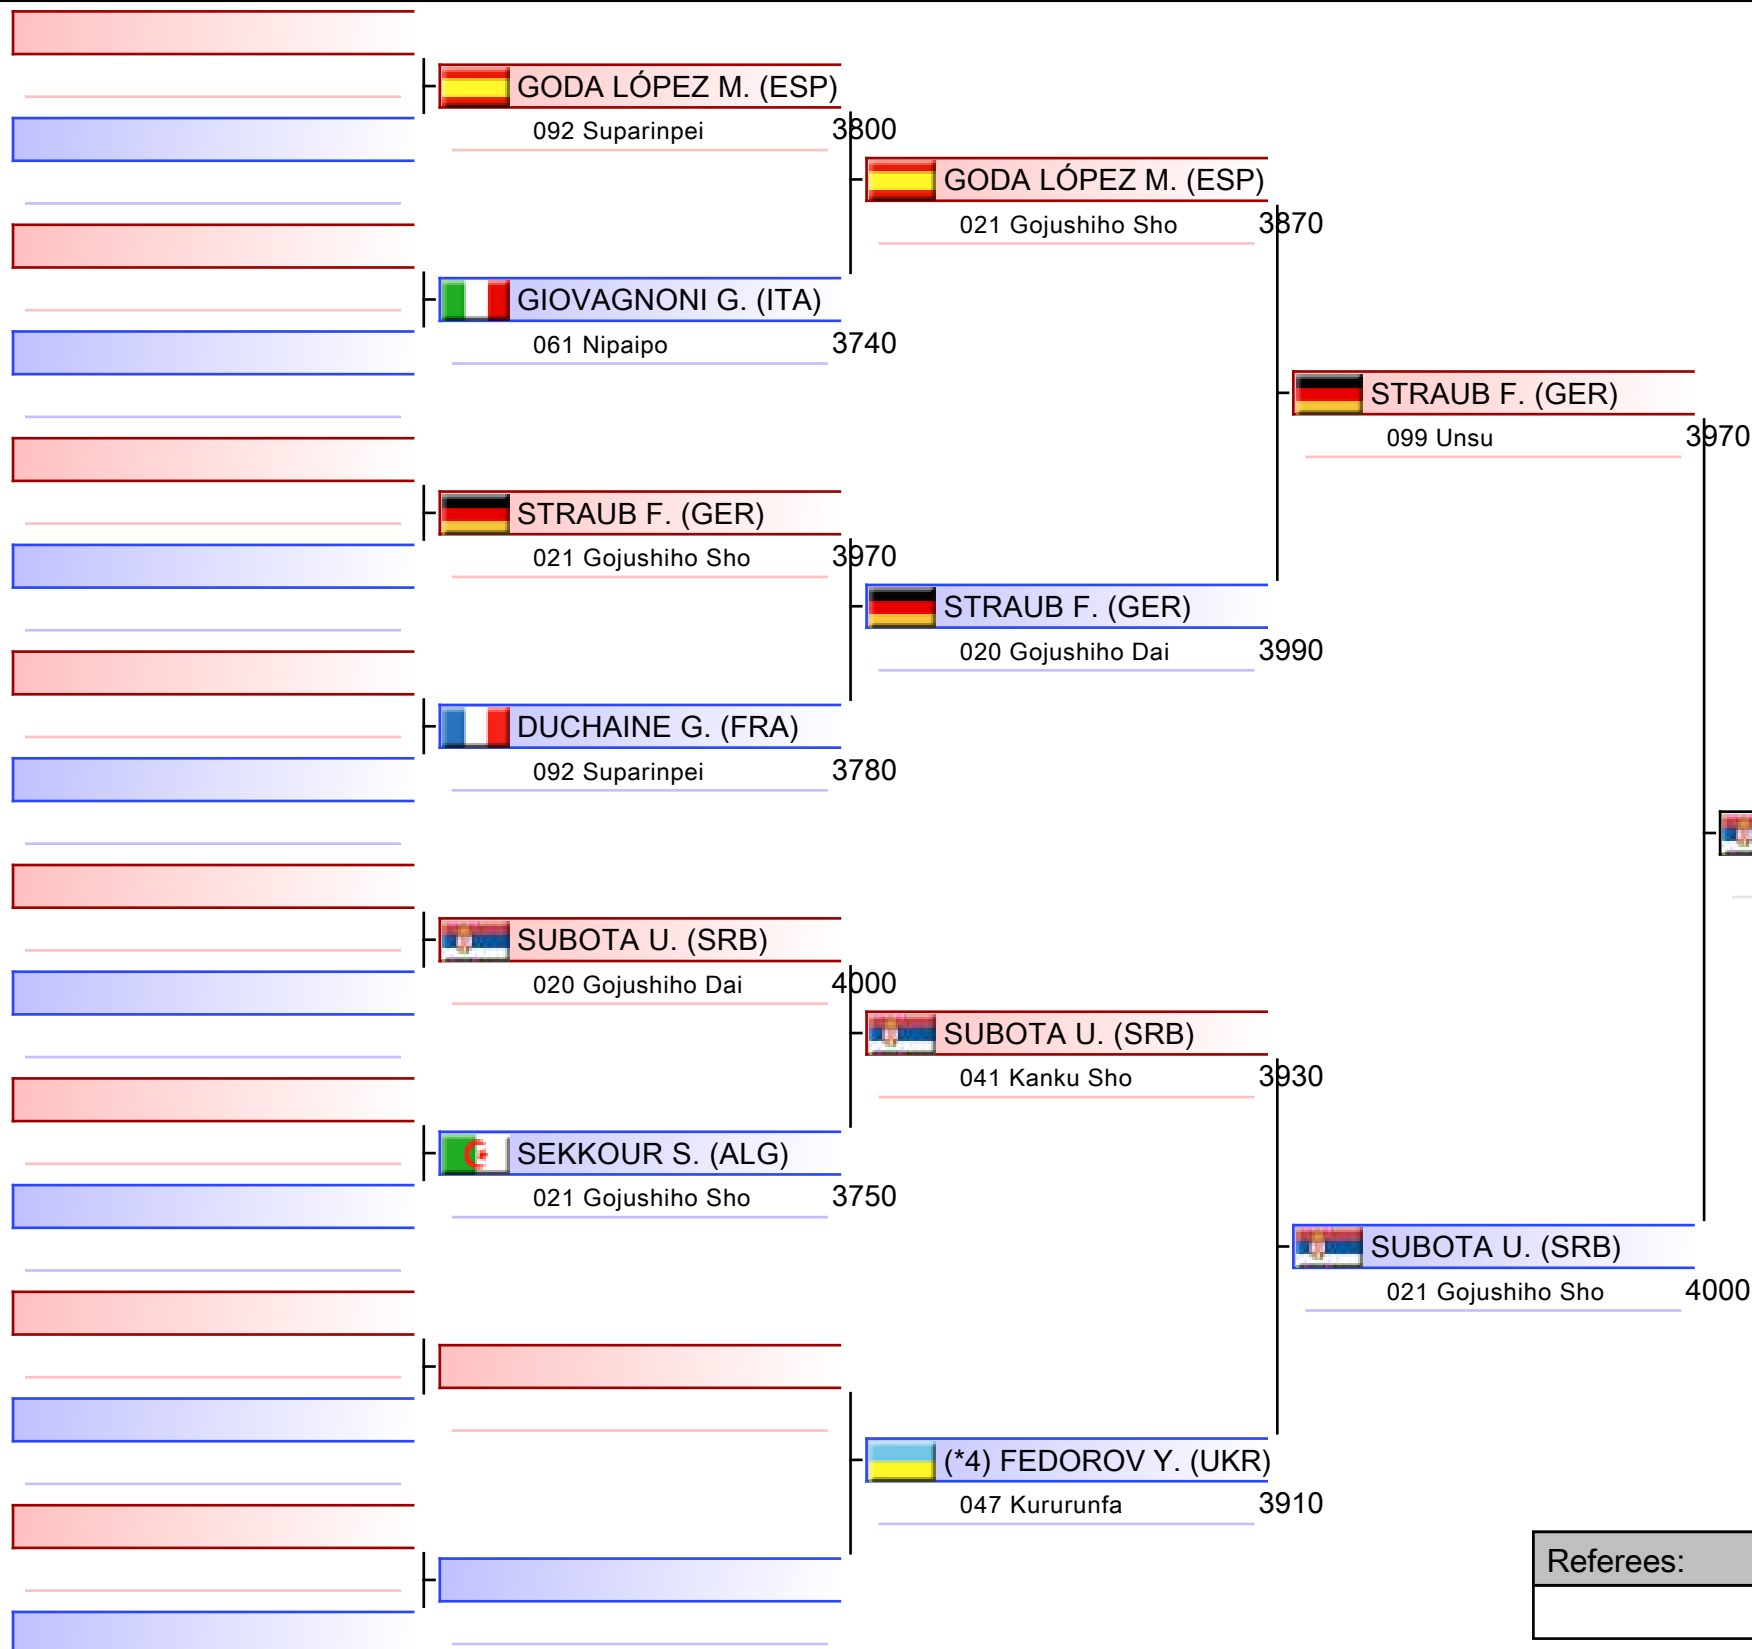 GODA LÓPEZ M. (ESP)
092 Suparinpei 3800
GIOVAGNONI G. (ITA)
061 Nipaipo 3740
STRAUB F. (GER)
021 Gojushiho Sho 3970
DUCHAINE G. (FRA)
092 Suparinpei 3780
SUBOTA U. (SRB)
020 Gojushiho Dai 4000
SEKKOUR S. (ALG)
021 Gojushiho Sho 3750
GODA LÓPEZ M. (ESP)
021 Gojushiho Sho 3870
STRAUB F. (GER)
020 Gojushiho Dai 3990
SUBOTA U. (SRB)
041 Kanku Sho 3930
(*4) FEDOROV Y. (UKR)
047 Kururunfa 3910
STRAUB F. (GER)
099 Unsu 3970
SUBOTA U. (SRB)
021 Gojushiho Sho 4000
Referees: